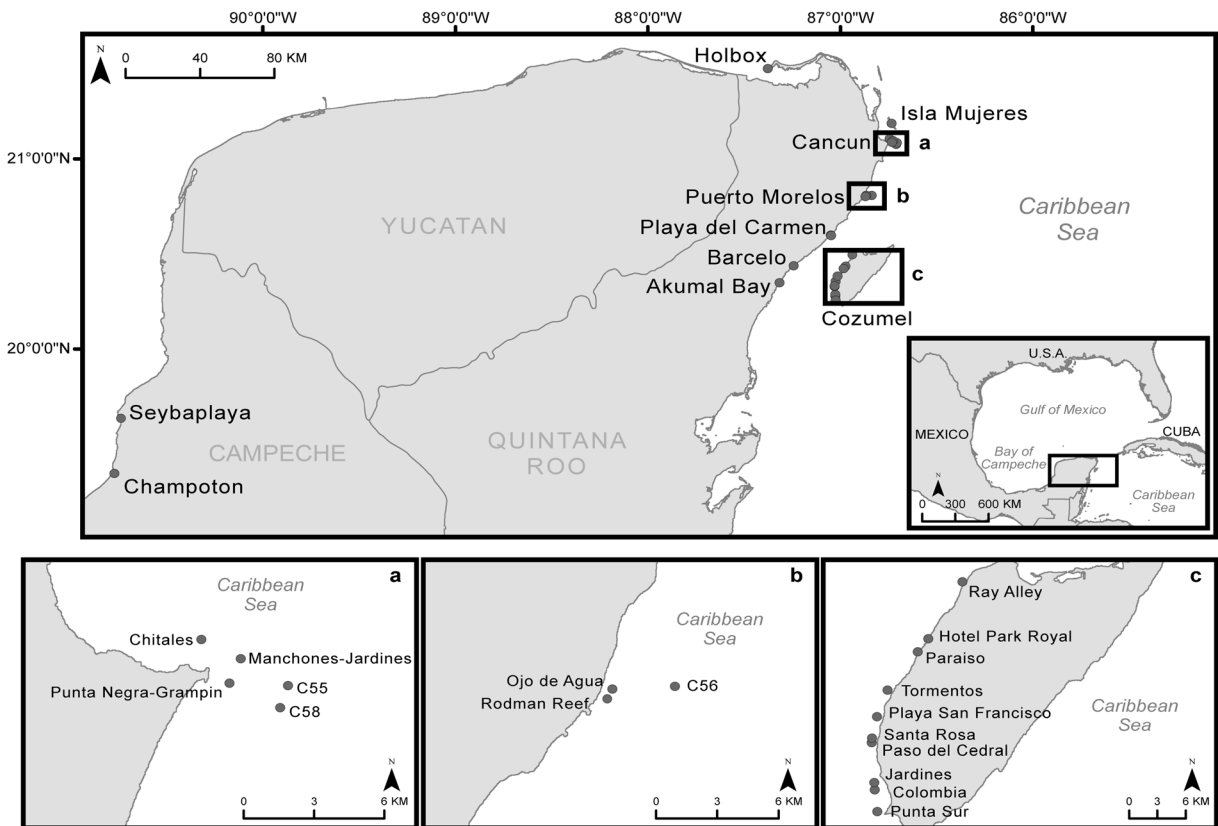 90°0'0"W 89°0'0"W 88°0'0"W 87°0'0"W 86°0'0"W
N
0 40 80 KM
Holbox
Isla Mujeres
Cancun a
21°0'0"N
Puerto Morelos b
YUCATAN
Caribbean
Sea
Playa del Carmen
Barcelo
c
Akumal Bay
Cozumel
20°0'0"N
Seybaplaya
CAMPECHE
QUINTANA
ROO
Champoton
U.S.A.
Gulf of Mexico
MEXICO
CUBA
Bay of
Campeche
N
0 300 600 KM
Caribbean
Sea
a
Caribbean
Sea
Chitales
Manchones-Jardines
Punta Negra-Grampin
C55
C58
N
0 3 6 KM
b
Caribbean
Sea
Ojo de Agua
C56
Rodman Reef
N
0 3 6 KM
c
Ray Alley
Hotel Park Royal
Paraiso
Tormentos
Caribbean
Sea
Playa San Francisco
Santa Rosa
Paso del Cedral
Jardines
Colombia
Punta Sur
N
0 3 6 KM